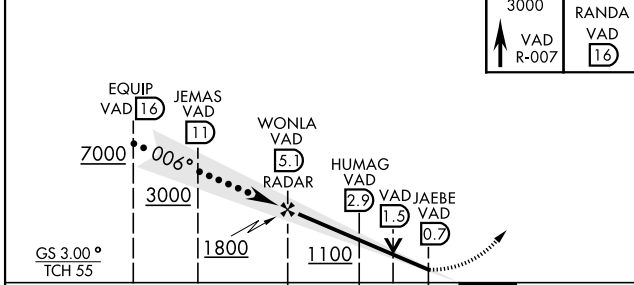 3000
VAD
R-007
RANDA
VAD
16
EQUIP
VAD 16
JEMAS
VAD
11
WONLA
VAD
5.1
RADAR
HUMAG
VAD
2.9
VAD
1.5
JAEBE
VAD
0.7
7000
006°
3000
1800
1100
GS 3.00°
TCH 55